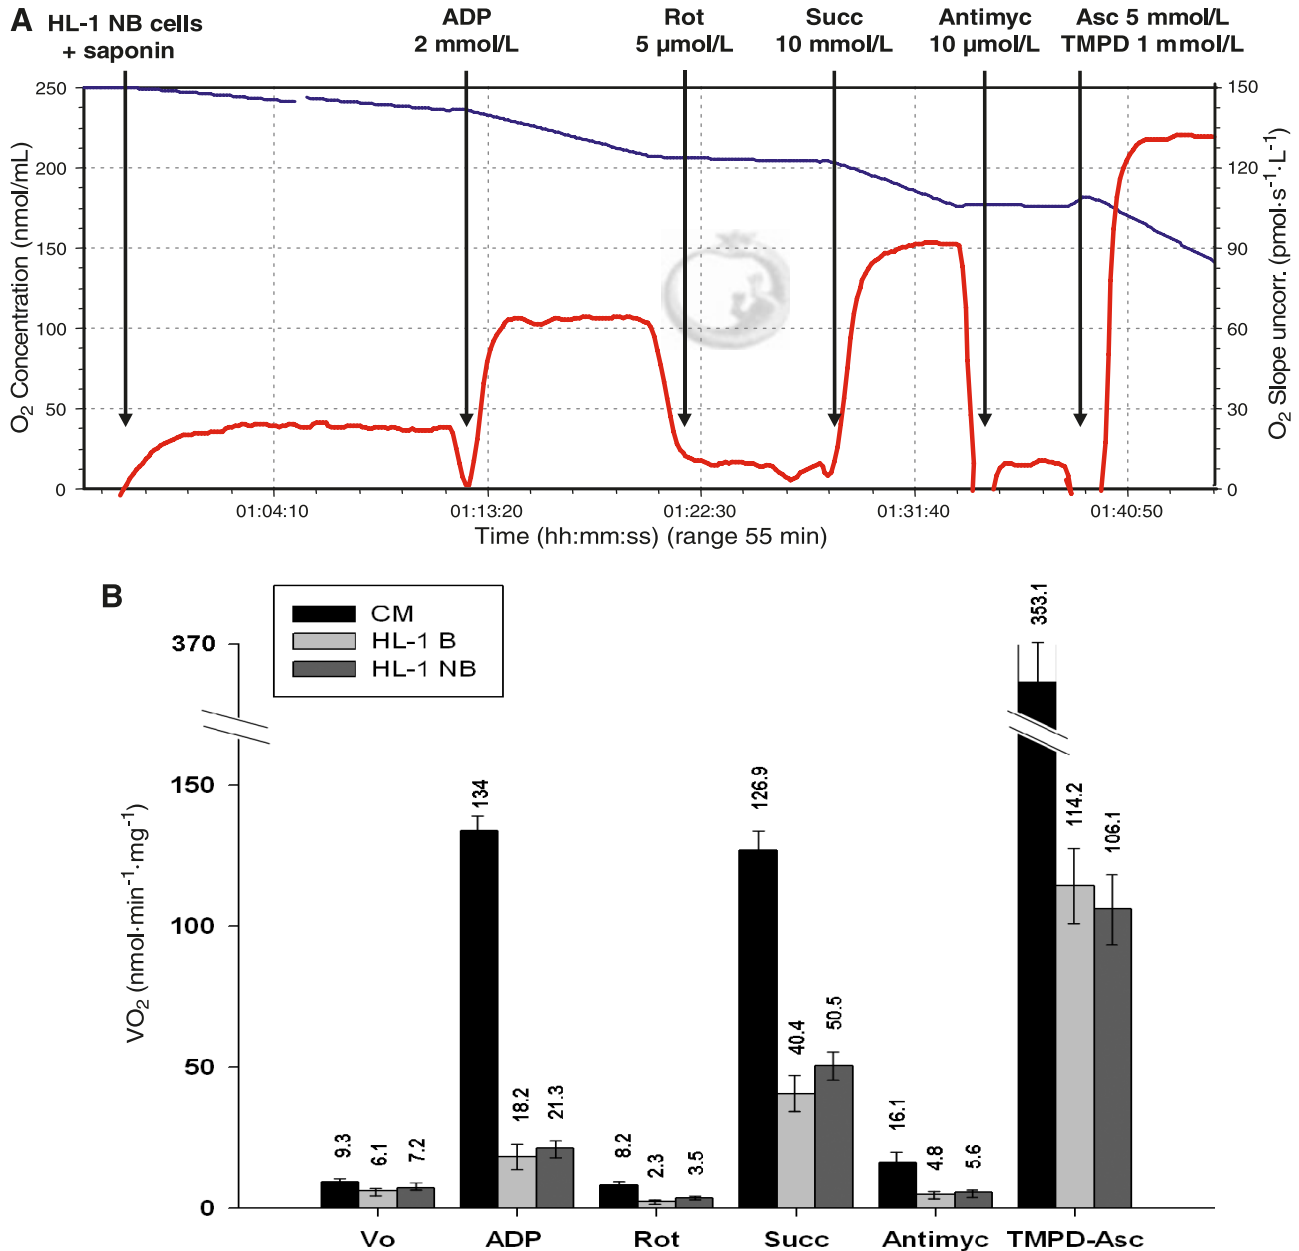 A
HL-1 NB cells
+ saponin
ADP
2 mmol/L
Rot
5 µmol/L
Succ
10 mmol/L
Antimyc
10 µmol/L
Asc 5 mmol/L
TMPD 1 mmol/L
O₂ Concentration (nmol/mL)
250
200
150
100
50
0
150
120
90
60
30
0
O₂ Slope uncorr. (pmol·s⁻¹·L⁻¹)
01:04:10 01:13:20 01:22:30 01:31:40 01:40:50
Time (hh:mm:ss) (range 55 min)
B
CM
HL-1 B
HL-1 NB
VO₂ (nmol·min⁻¹·mg⁻¹)
370
150
100
50
0
9.3 6.1 7.2
134 18.2 21.3
8.2 2.3 3.5
126.9 40.4 50.5
16.1 4.8 5.6
353.1 114.2 106.1
Vo ADP Rot Succ Antimyc TMPD-Asc